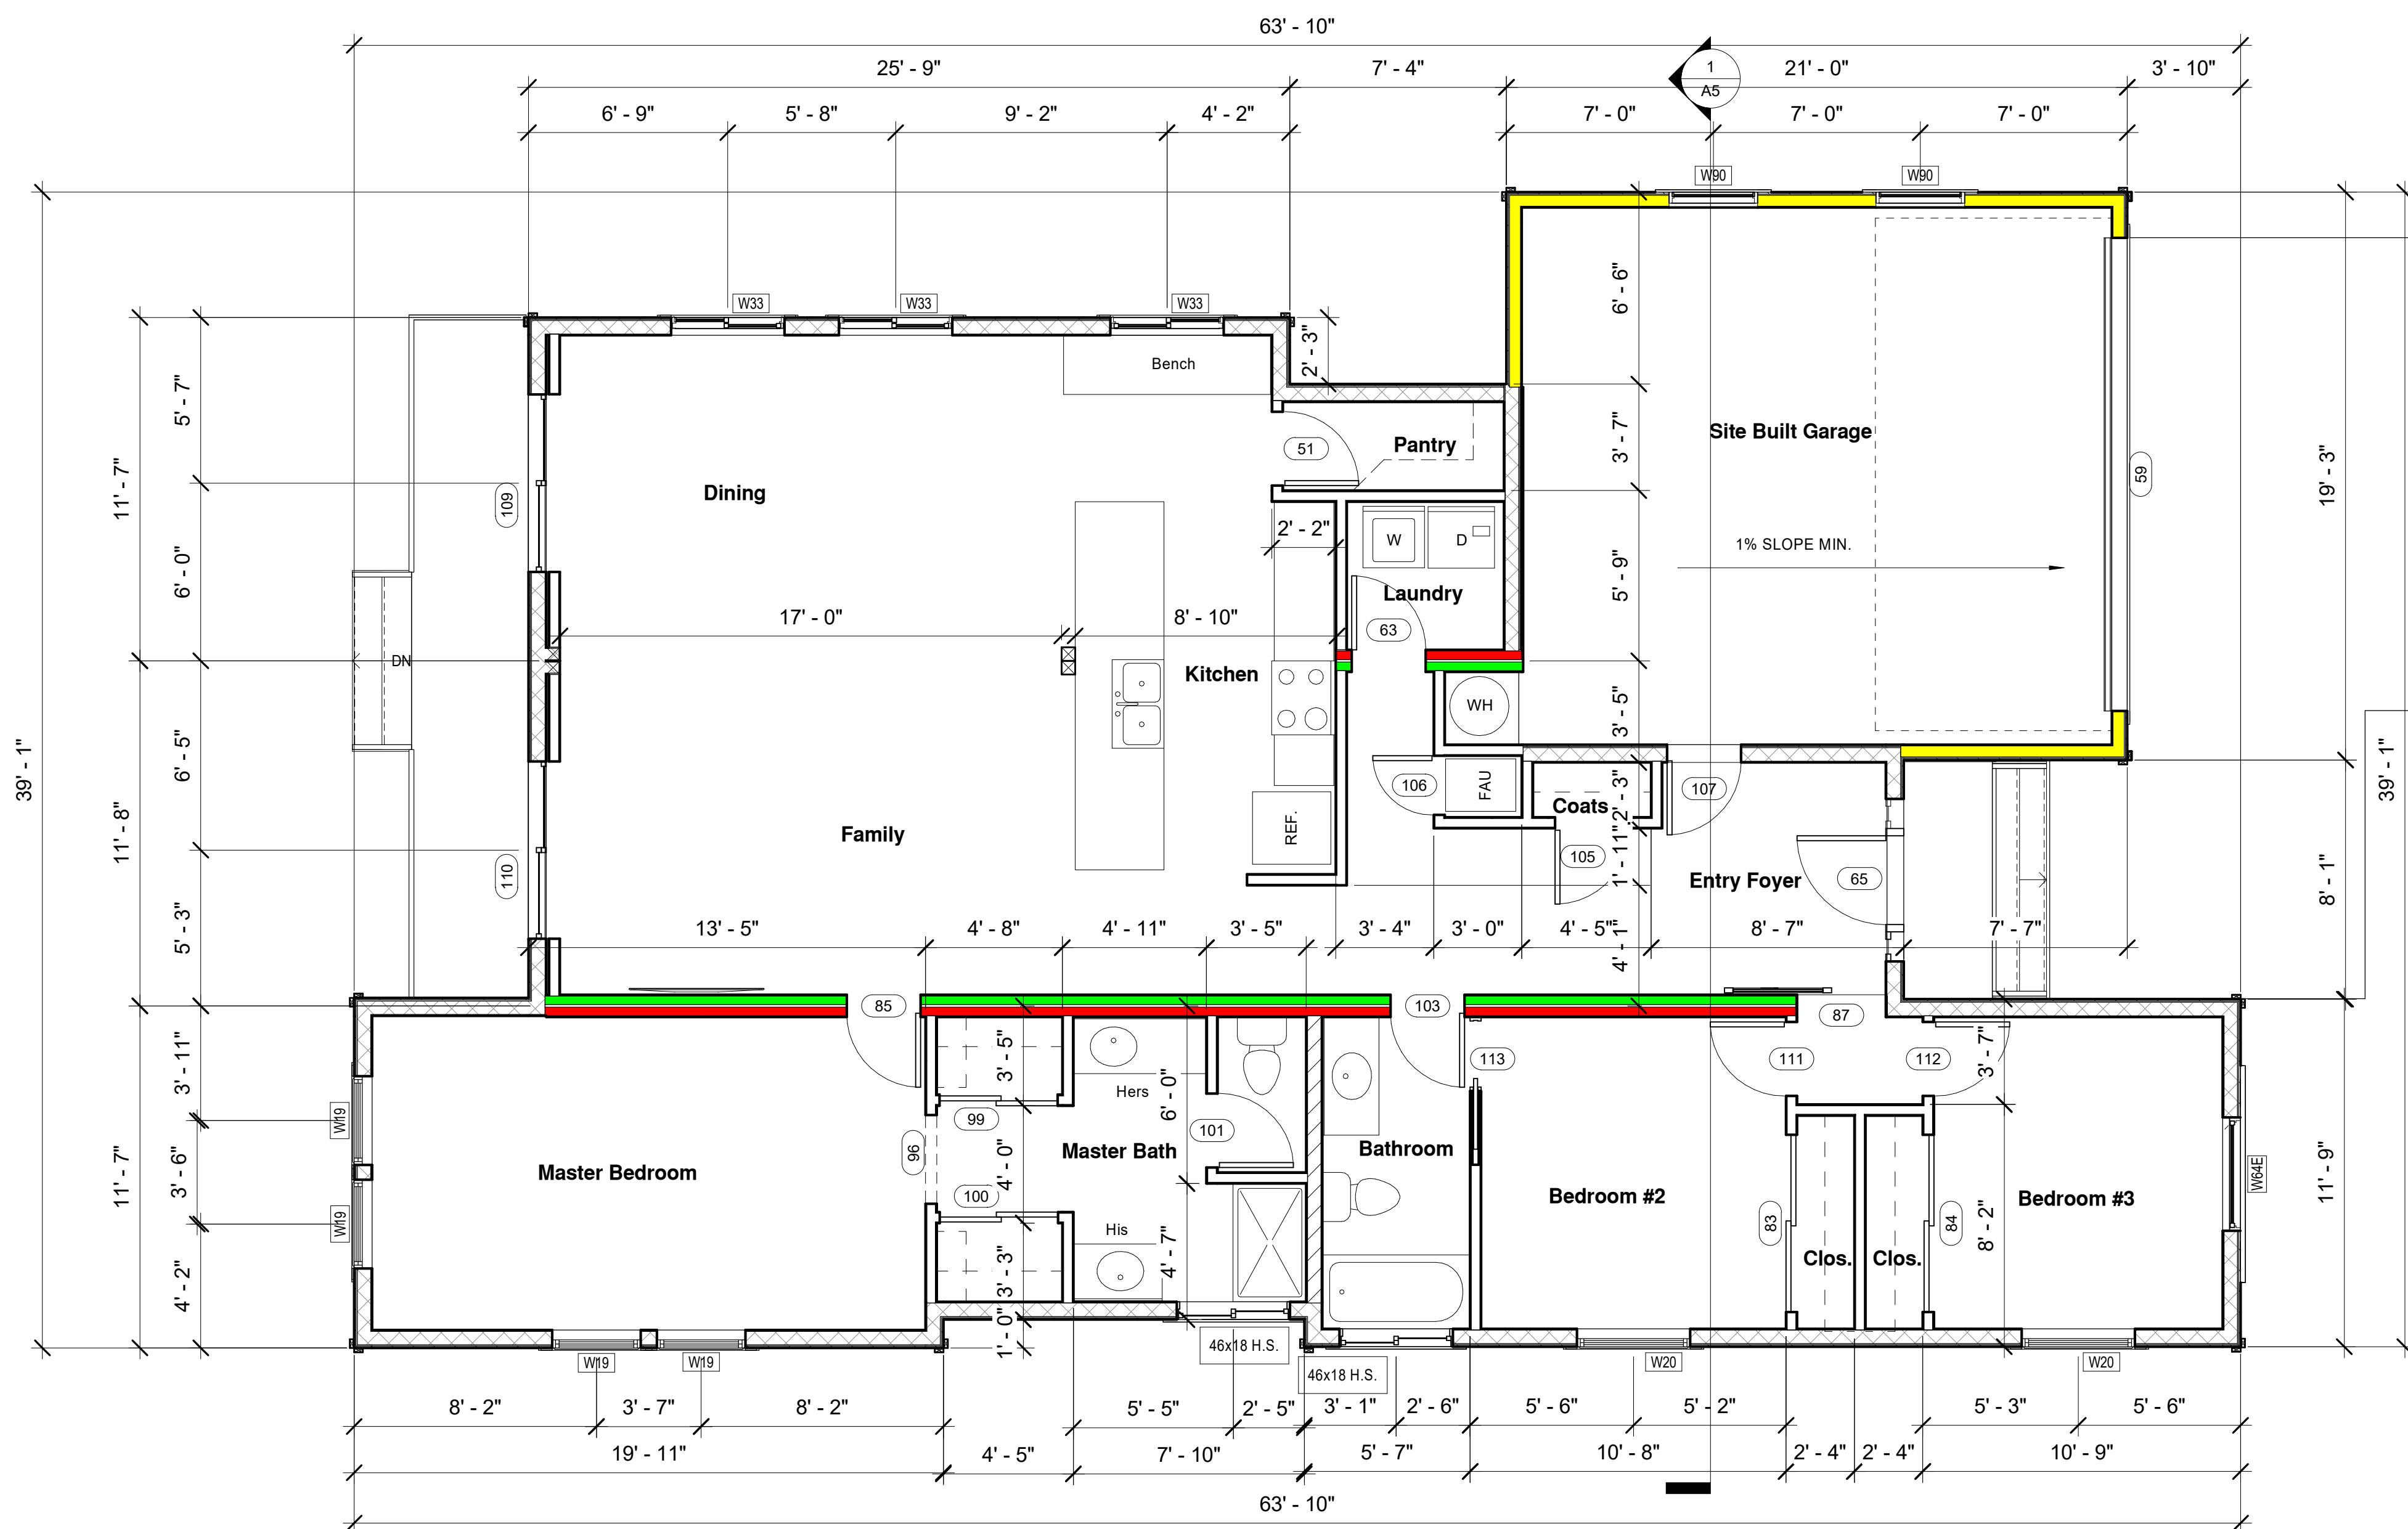 63' - 10"
25' - 9"
7' - 4"
1
A5
21' - 0"
3' - 10"
6' - 9"
5' - 8"
9' - 2"
4' - 2"
7' - 0"
7' - 0"
7' - 0"
W90
W90
W33
W33
W33
2' - 3"
6' - 6"
Bench
5' - 7"
11' - 7"
51
Pantry
3' - 7"
Site Built Garage
59
19' - 3"
Dining
109
2' - 2"
W
D
1% SLOPE MIN.
6' - 0"
Laundry
5' - 9"
17' - 0"
8' - 10"
63
DN
Kitchen
WH
3' - 5"
39' - 1"
6' - 5"
39' - 1"
11' - 8"
106
FAU
Coats
2' - 3"
107
Family
REF.
105
1' - 11"
110
Entry Foyer
65
8' - 1"
5' - 3"
13' - 5"
4' - 8"
4' - 11"
3' - 5"
3' - 4"
3' - 0"
4' - 5"
4' - 1"
8' - 7"
7' - 7"
85
103
87
3' - 11"
3' - 5"
113
111
112
3' - 7"
Hers
6' - 0"
W19
99
101
11' - 7"
3' - 6"
96
4' - 0"
Master Bath
Bathroom
Master Bedroom
100
Bedroom #2
Bedroom #3
W64E
11' - 9"
W19
His
83
84
8' - 2"
4' - 2"
3' - 3"
4' - 7"
Clos.
Clos.
1' - 0"
46x18 H.S.
W19
W19
46x18 H.S.
W20
W20
8' - 2"
3' - 7"
8' - 2"
5' - 5"
2' - 5"
3' - 1"
2' - 6"
5' - 6"
5' - 2"
5' - 3"
5' - 6"
19' - 11"
4' - 5"
7' - 10"
5' - 7"
10' - 8"
2' - 4"
2' - 4"
10' - 9"
63' - 10"